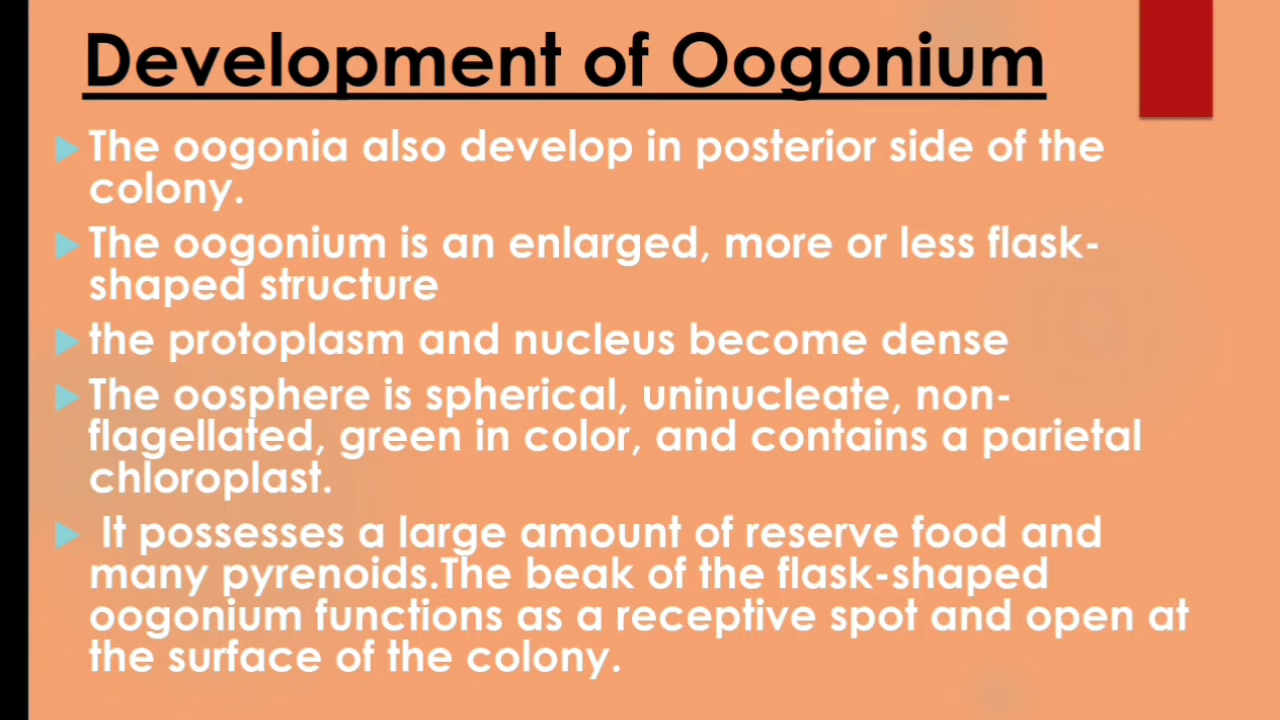 Development of Oogonium
The oogonia also develop in posterior side of the
colony.
The oogonium is an enlarged, more or less flask-
shaped structure
the protoplasm and nucleus become dense
The oosphere is spherical, uninucleate, non-
flagellated, green in color, and contains a parietal
chloroplast.
It possesses a large amount of reserve food and
many pyrenoids.The beak of the flask-shaped
oogonium functions as a receptive spot and open at
the surface of the colony.